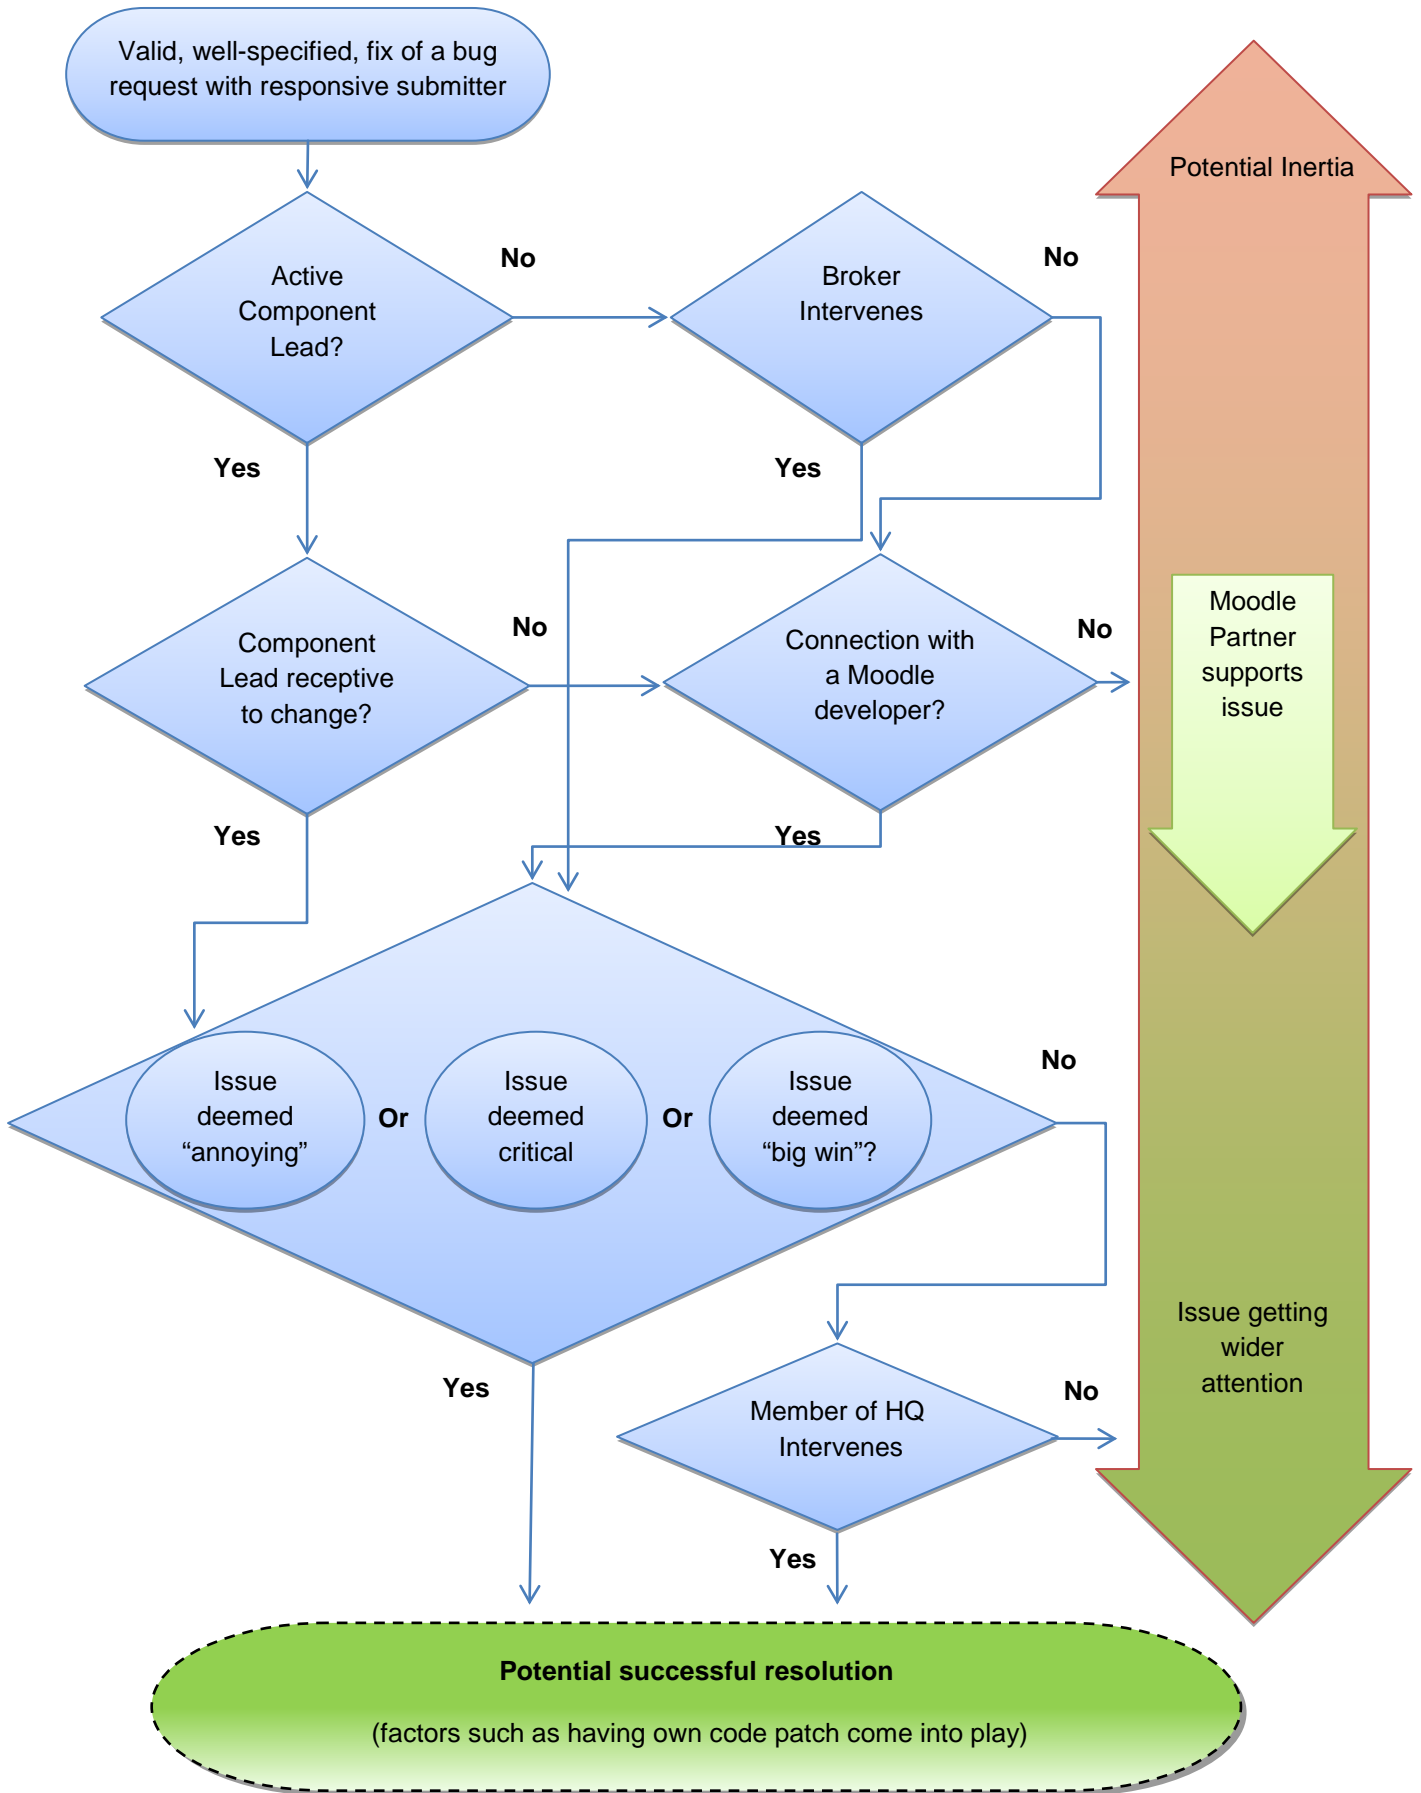 Valid, well-specified, fix of a bug
request with responsive submitter
Potential Inertia
Active
Component
Lead?
No
Broker
Intervenes
No
Yes
Yes
Component
Lead receptive
to change?
No
Connection with
a Moodle
developer?
No
Moodle
Partner
supports
issue
Yes
Yes
Issue
deemed
“annoying”
Or
Issue
deemed
critical
Or
Issue
deemed
“big win”?
No
Issue getting
wider
attention
Yes
Member of HQ
Intervenes
No
Yes
Potential successful resolution
(factors such as having own code patch come into play)